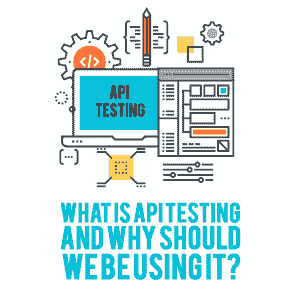 API
TESTING
WHAT IS API TESTING
AND WHY SHOULD
WE BE USING IT?